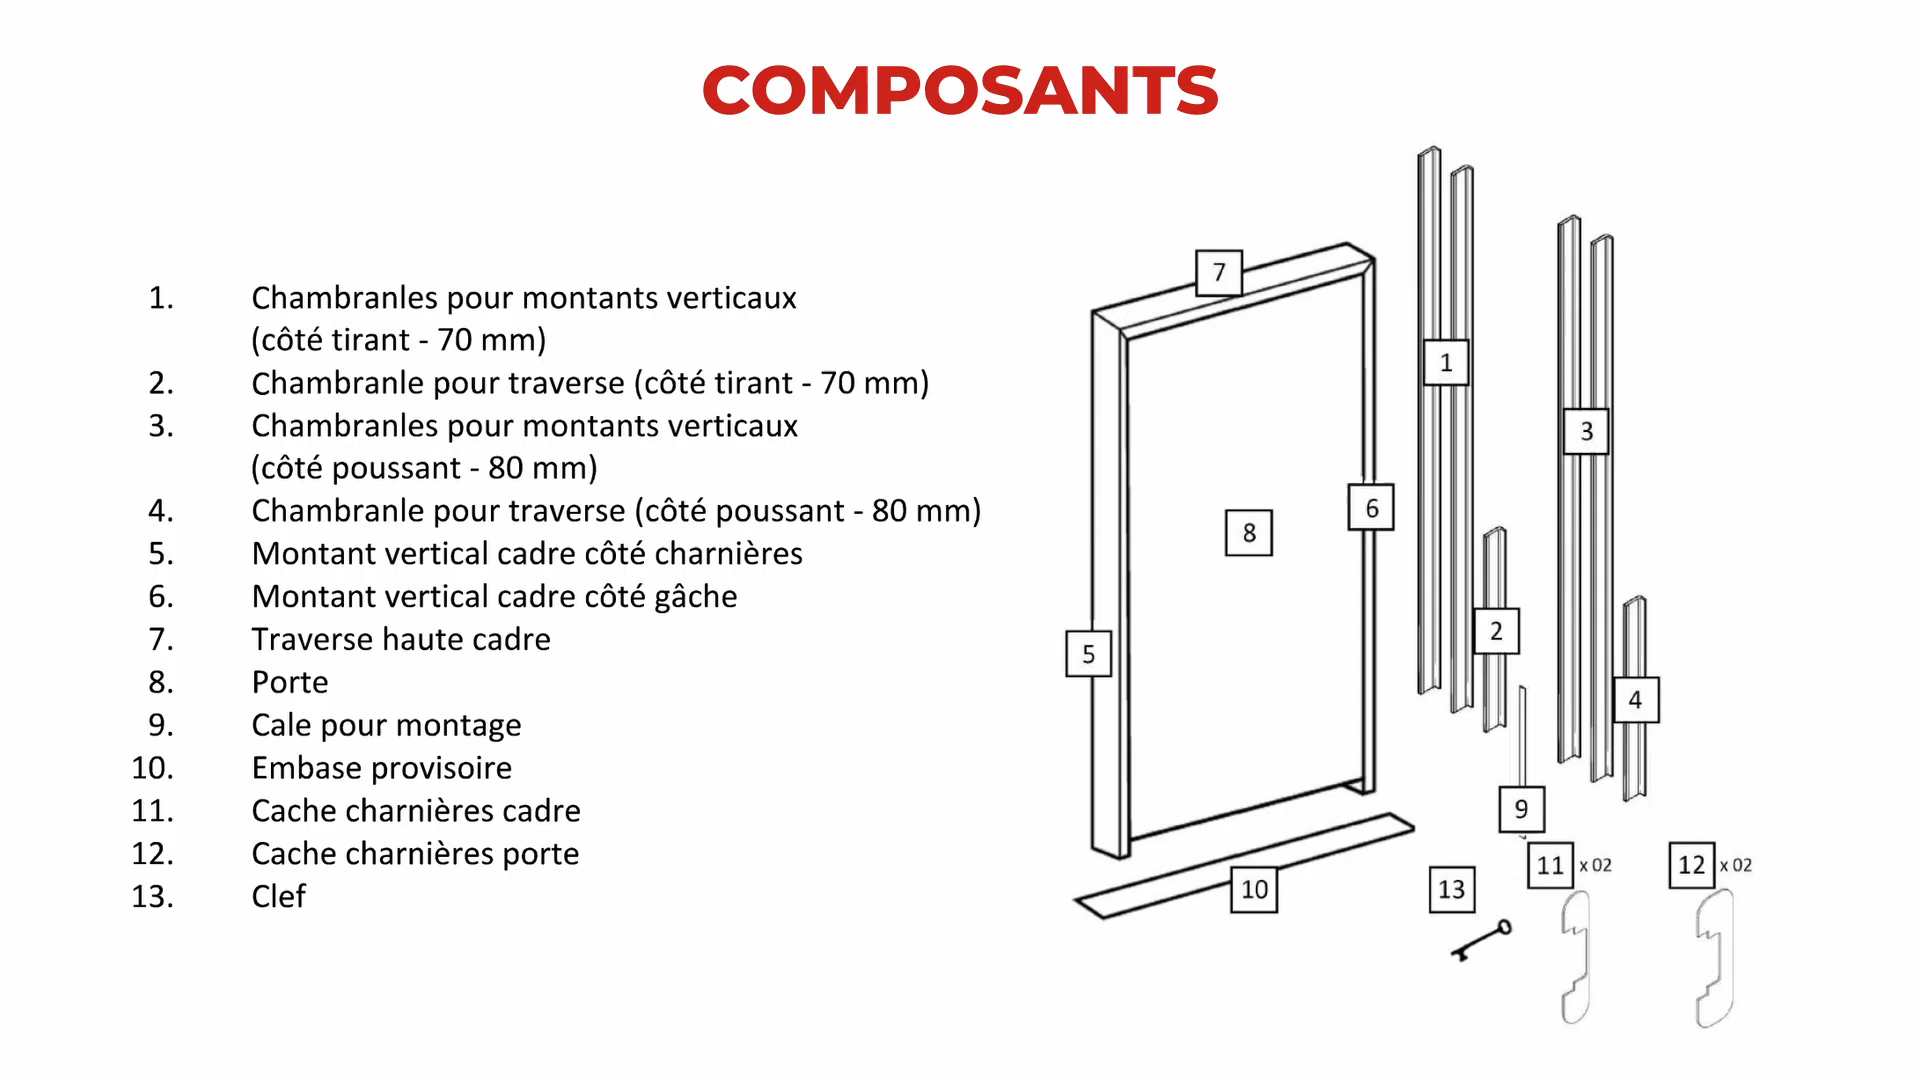 COMPOSANTS
1. Chambranles pour montants verticaux
(côté tirant - 70 mm)
2. Chambranle pour traverse (côté tirant - 70 mm)
3. Chambranles pour montants verticaux
(côté poussant - 80 mm)
4. Chambranle pour traverse (côté poussant - 80 mm)
5. Montant vertical cadre côté charnières
6. Montant vertical cadre côté gâche
7. Traverse haute cadre
8. Porte
9. Cale pour montage
10. Embase provisoire
11. Cache charnières cadre
12. Cache charnières porte
13. Clef
7
1
3
6
8
2
5
4
9
11 x 02
12 x 02
10
13